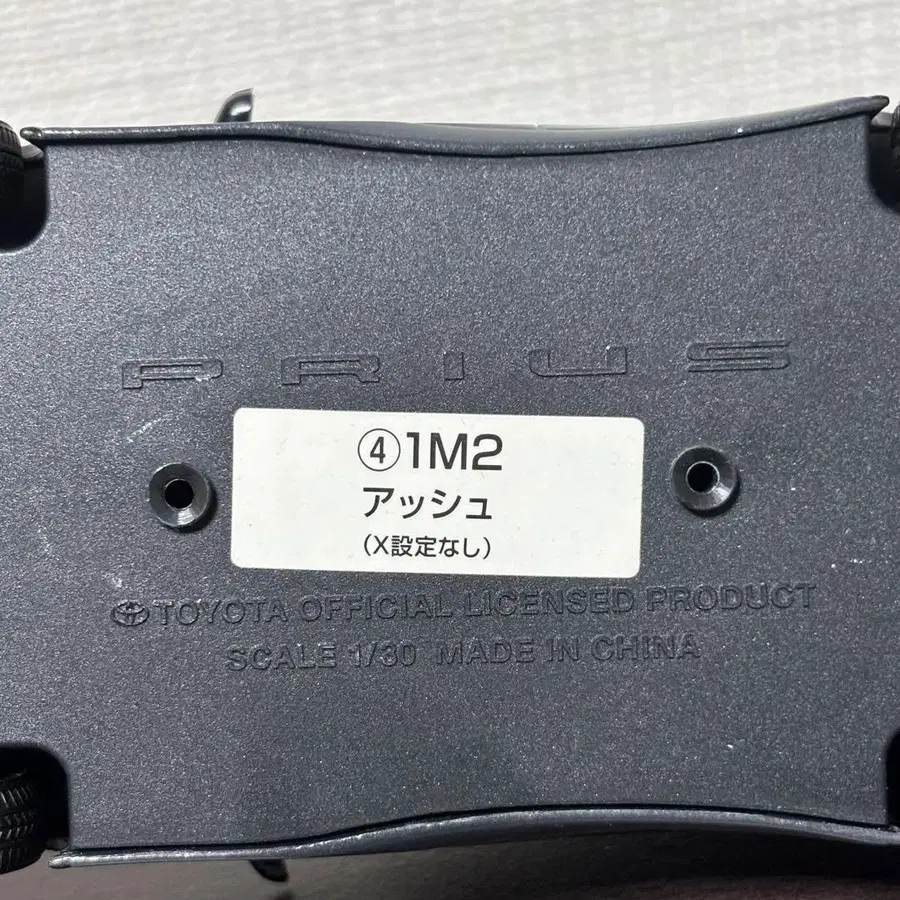 PRIUS
④1M2
アッシュ
(X設定なし)
TOYOTA OFFICIAL LICENSED PRODUCT
SCALE 1/30 MADE IN CHINA